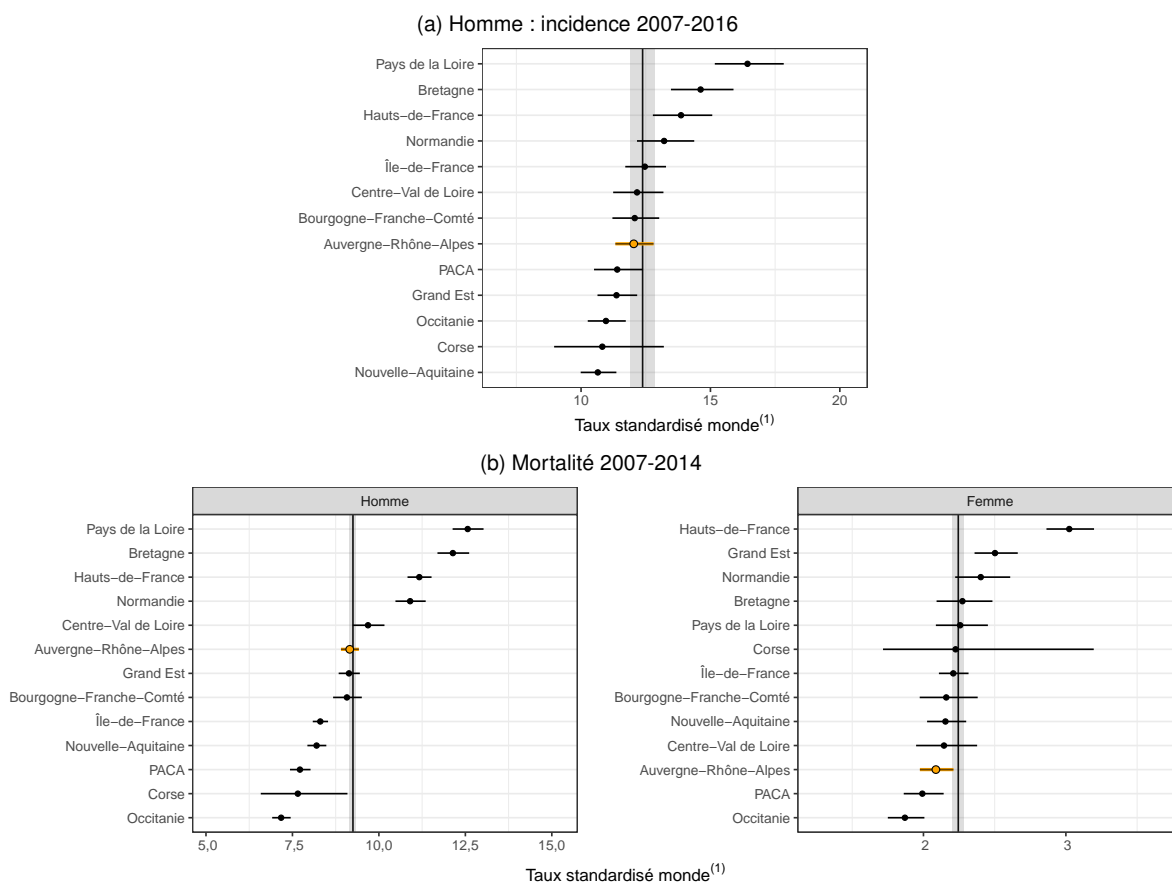 (a) Homme : incidence 2007-2016
Pays de la Loire
Bretagne
Hauts−de−France
Normandie
Île−de−France
Centre−Val de Loire
Bourgogne−Franche−Comté
Auvergne−Rhône−Alpes
PACA
Grand Est
Occitanie
Corse
Nouvelle−Aquitaine
10 15 20
Taux standardisé monde(1)
(b) Mortalité 2007-2014
Homme
Pays de la Loire
Bretagne
Hauts−de−France
Normandie
Centre−Val de Loire
Auvergne−Rhône−Alpes
Grand Est
Bourgogne−Franche−Comté
Île−de−France
Nouvelle−Aquitaine
PACA
Corse
Occitanie
5,0 7,5 10,0 12,5 15,0
Femme
Hauts−de−France
Grand Est
Normandie
Bretagne
Pays de la Loire
Corse
Île−de−France
Bourgogne−Franche−Comté
Nouvelle−Aquitaine
Centre−Val de Loire
Auvergne−Rhône−Alpes
PACA
Occitanie
2 3
Taux standardisé monde(1)